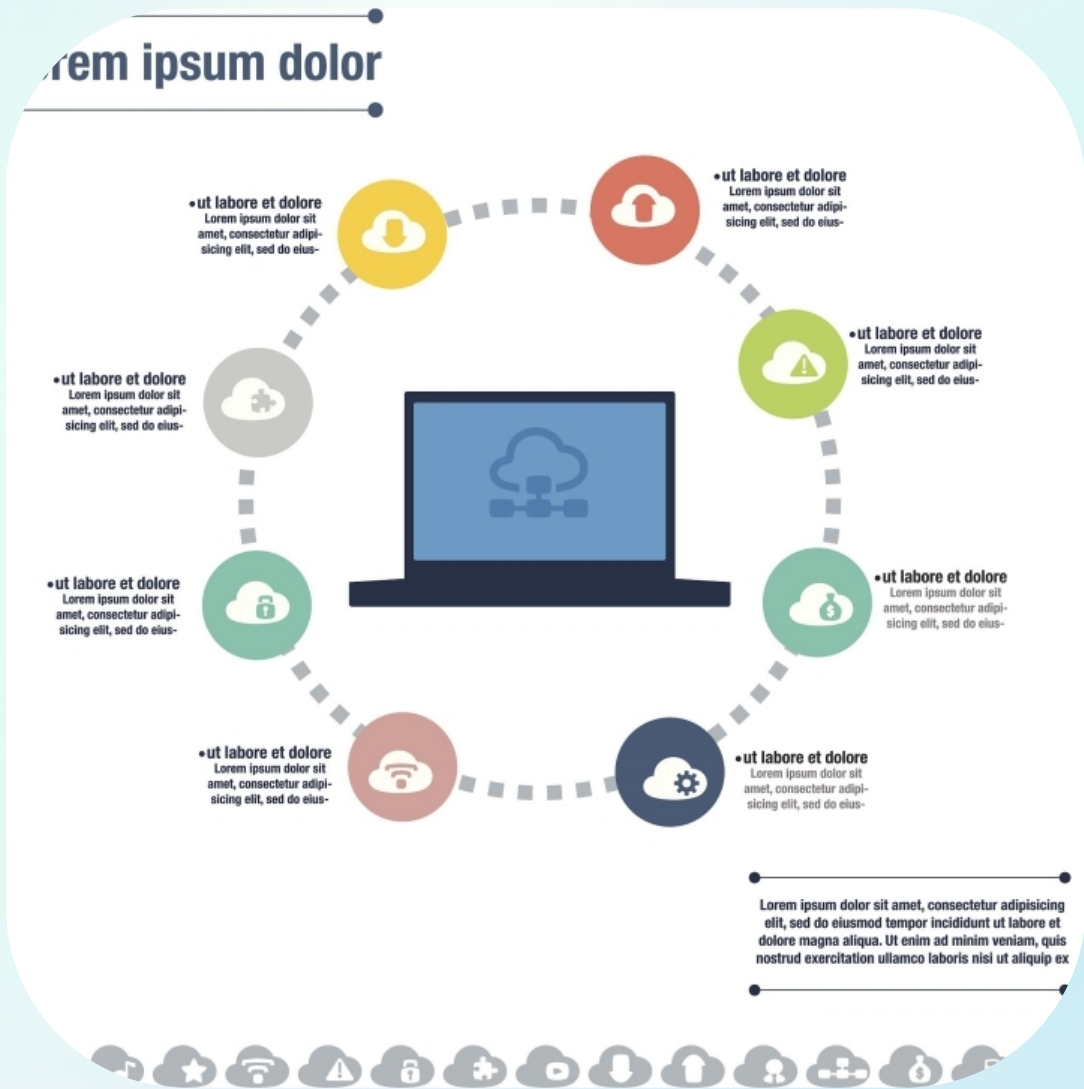 rem ipsum dolor
•ut labore et dolore
Lorem ipsum dolor sit
amet, consectetur adipi-
sicing elit, sed do eius-
•ut labore et dolore
Lorem ipsum dolor sit
amet, consectetur adipi-
sicing elit, sed do eius-
•ut labore et dolore
Lorem ipsum dolor sit
amet, consectetur adipi-
sicing elit, sed do eius-
•ut labore et dolore
Lorem ipsum dolor sit
amet, consectetur adipi-
sicing elit, sed do eius-
•ut labore et dolore
Lorem ipsum dolor sit
amet, consectetur adipi-
sicing elit, sed do eius-
•ut labore et dolore
Lorem ipsum dolor sit
amet, consectetur adipi-
sicing elit, sed do eius-
•ut labore et dolore
Lorem ipsum dolor sit
amet, consectetur adipi-
sicing elit, sed do eius-
•ut labore et dolore
Lorem ipsum dolor sit
amet, consectetur adipi-
sicing elit, sed do eius-
Lorem ipsum dolor sit amet, consectetur adipisicing
elit, sed do eiusmod tempor incididunt ut labore et
dolore magna aliqua. Ut enim ad minim veniam, quis
nostrud exercitation ullamco laboris nisi ut aliquip ex